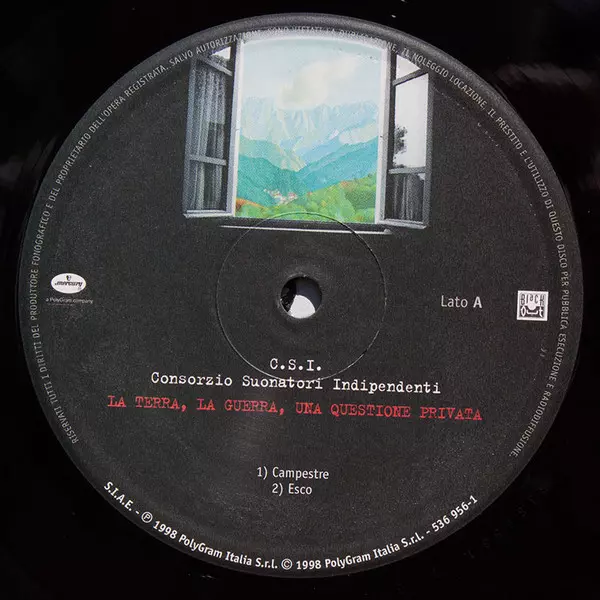 RISERVATI TUTTI I DIRITTI DEL PRODUTTORE FONOGRAFICO E DEL PROPRIETARIO DELL'OPERA REGISTRATA. SALVO AUTORIZZAZIONE, SONO VIETATI LA DUPLICAZIONE, IL NOLEGGIO LOCAZIONE, IL PRESTITO E L'UTILIZZO DI QUESTO DISCO PER PUBBLICA ESECUZIONE E RADIODIFFUSIONE
mercury
a PolyGram company
Lato A
BLACK
Out
C.S.I.
Consorzio Suonatori Indipendenti
LA TERRA, LA GUERRA, UNA QUESTIONE PRIVATA
1) Campestre
2) Esco
S.I.A.E. - ℗ 1998 PolyGram Italia S.r.l. © 1998 PolyGram Italia S.r.l. - 536 956-1